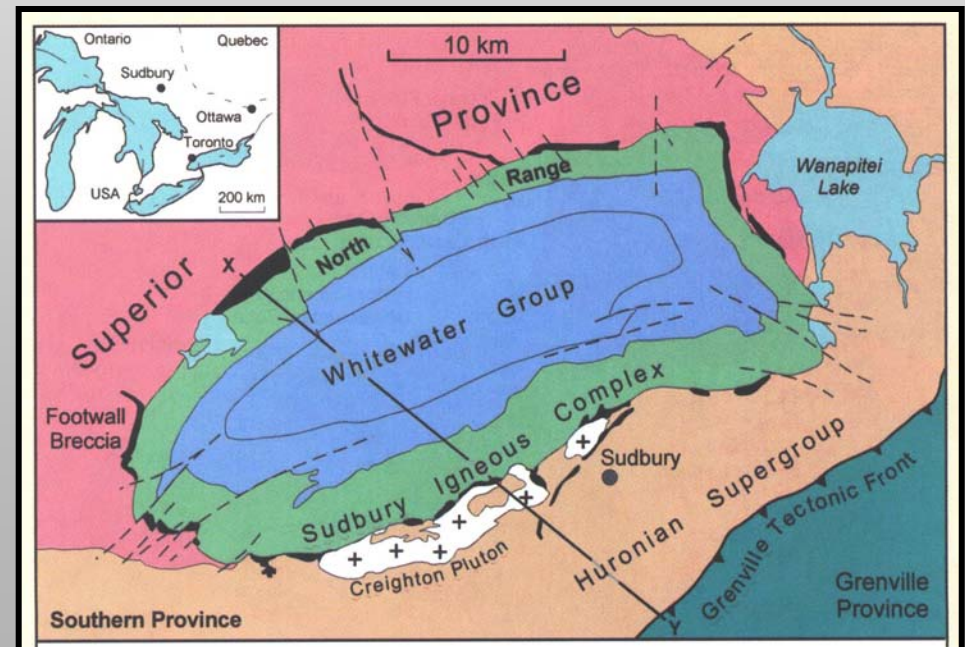 Ontario
Quebec
Sudbury
Ottawa
Toronto
USA
200 km
10 km
Superior Province
Wanapitei
Lake
North Range
X
Whitewater Group
Footwall
Breccia
Sudbury Igneous Complex
Sudbury
Creighton Pluton
Huronian Supergroup
Grenville Tectonic Front
Y
Grenville
Province
Southern Province